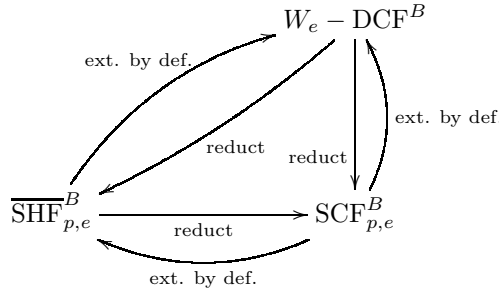 W_e − DCF^B
ext. by def.
ext. by def
reduct
reduct
\overline{SHF}^B_{p,e}
SCF^B_{p,e}
reduct
ext. by def.